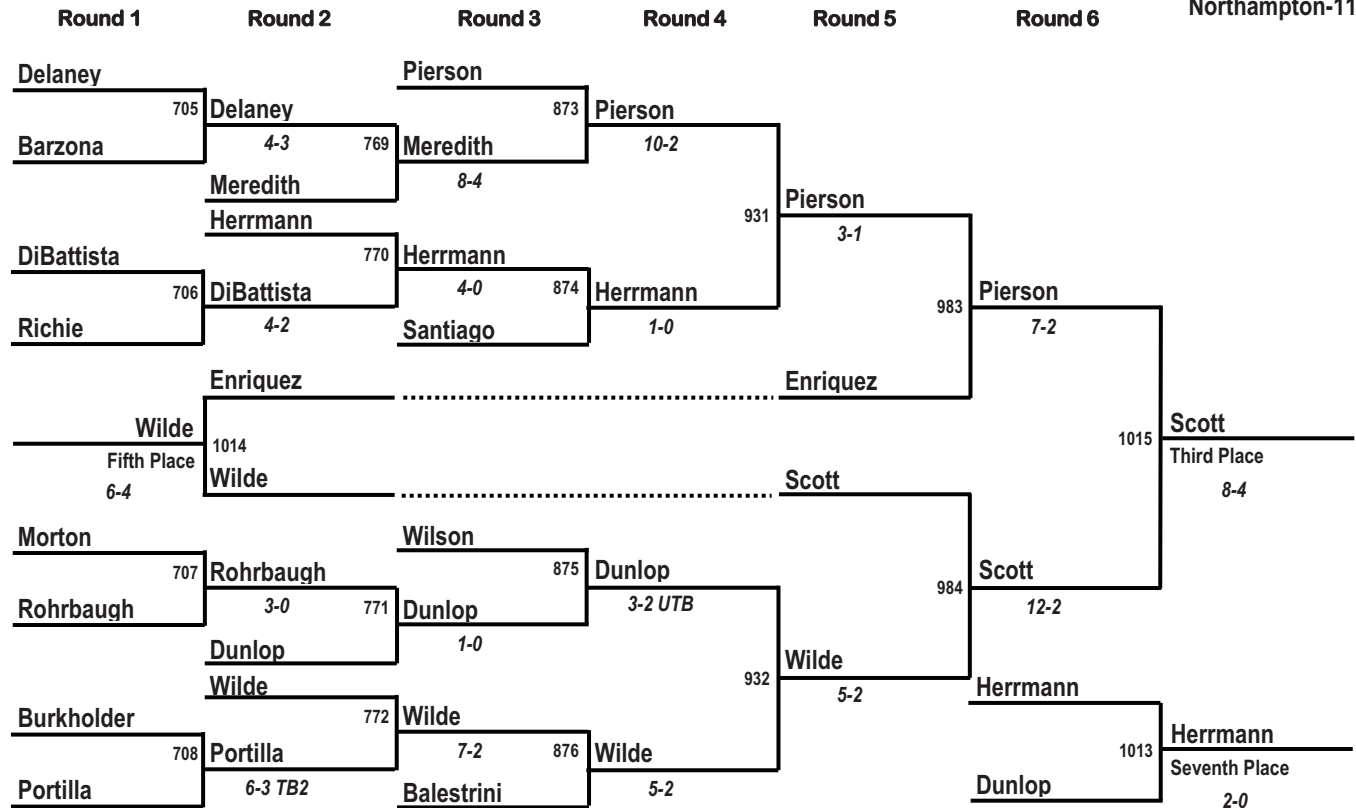 Northampton-11
Round 1 Round 2 Round 3 Round 4 Round 5 Round 6
Delaney
705
Barzona
DiBattista
706
Richie
Wilde
Fifth Place
6-4
Morton
707
Rohrbaugh
Burkholder
708
Portilla
Delaney
4-3
769
Meredith
Herrmann
770
DiBattista
4-2
Enriquez
1014
Wilde
Rohrbaugh
3-0
771
Dunlop
Wilde
772
Portilla
6-3 TB2
Pierson
873
Meredith
8-4
Herrmann
4-0
874
Santiago
Wilson
875
Dunlop
1-0
Wilde
7-2
876
Balestrini
Pierson
10-2
931
Herrmann
1-0
Dunlop
3-2 UTB
932
Wilde
5-2
Pierson
3-1
983
Enriquez
Scott
984
Wilde
5-2
Pierson
7-2
1015
Scott
12-2
Herrmann
1013
Dunlop
Scott
Third Place
8-4
Herrmann
Seventh Place
2-0